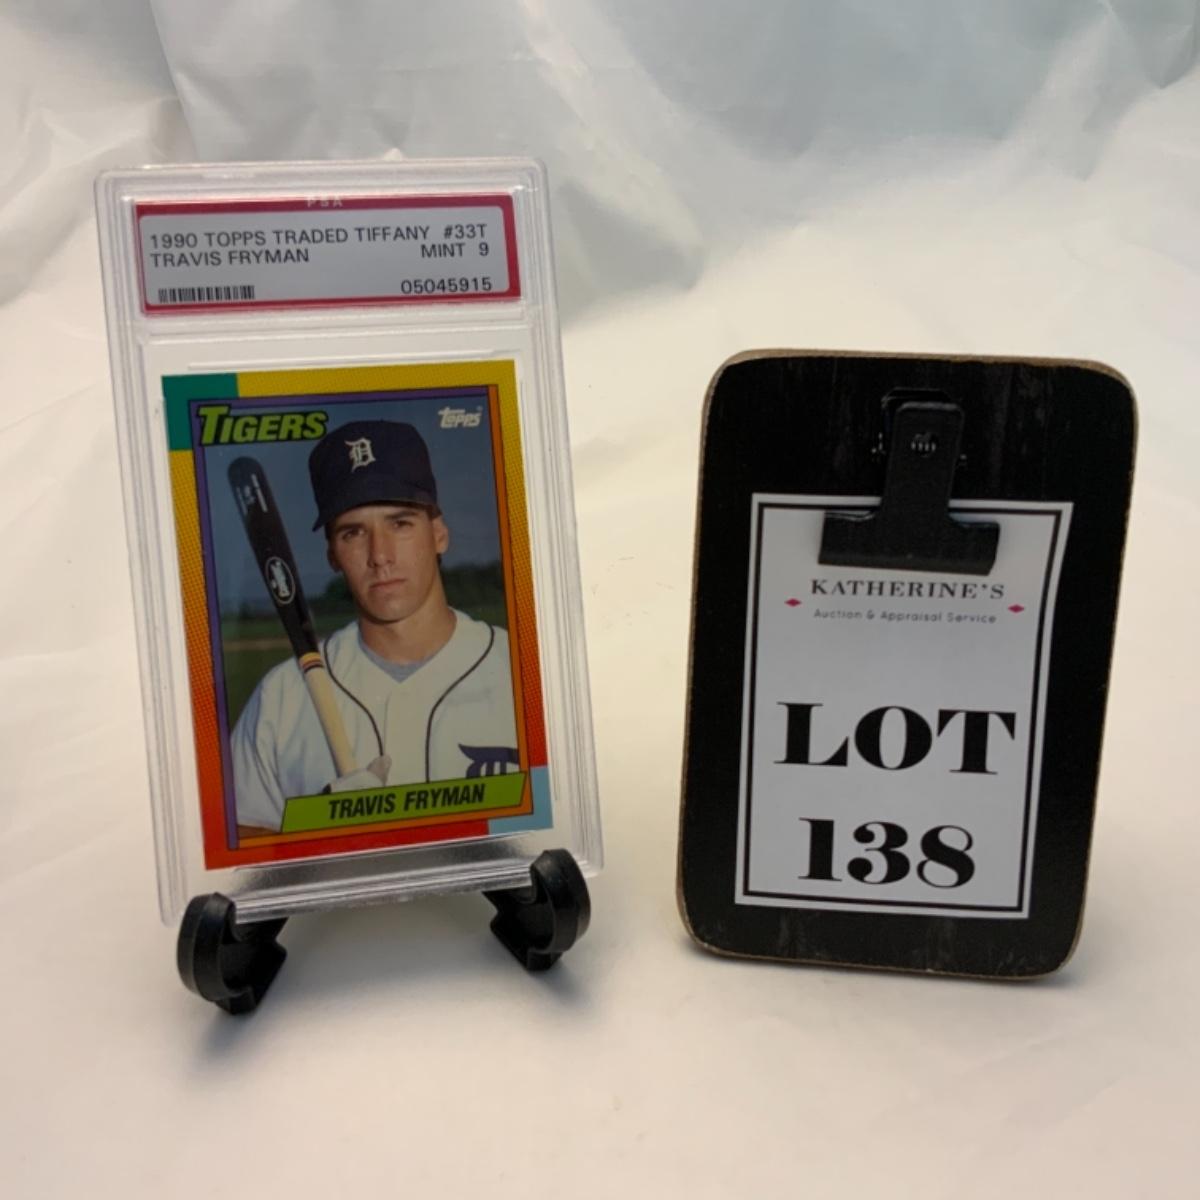 PSA
1990 TOPPS TRADED TIFFANY #33T
TRAVIS FRYMAN MINT 9
05045915
TIGERS
TOPPS
D
TRAVIS FRYMAN
KATHERINE'S
Auction & Appraisal Service
LOT
138